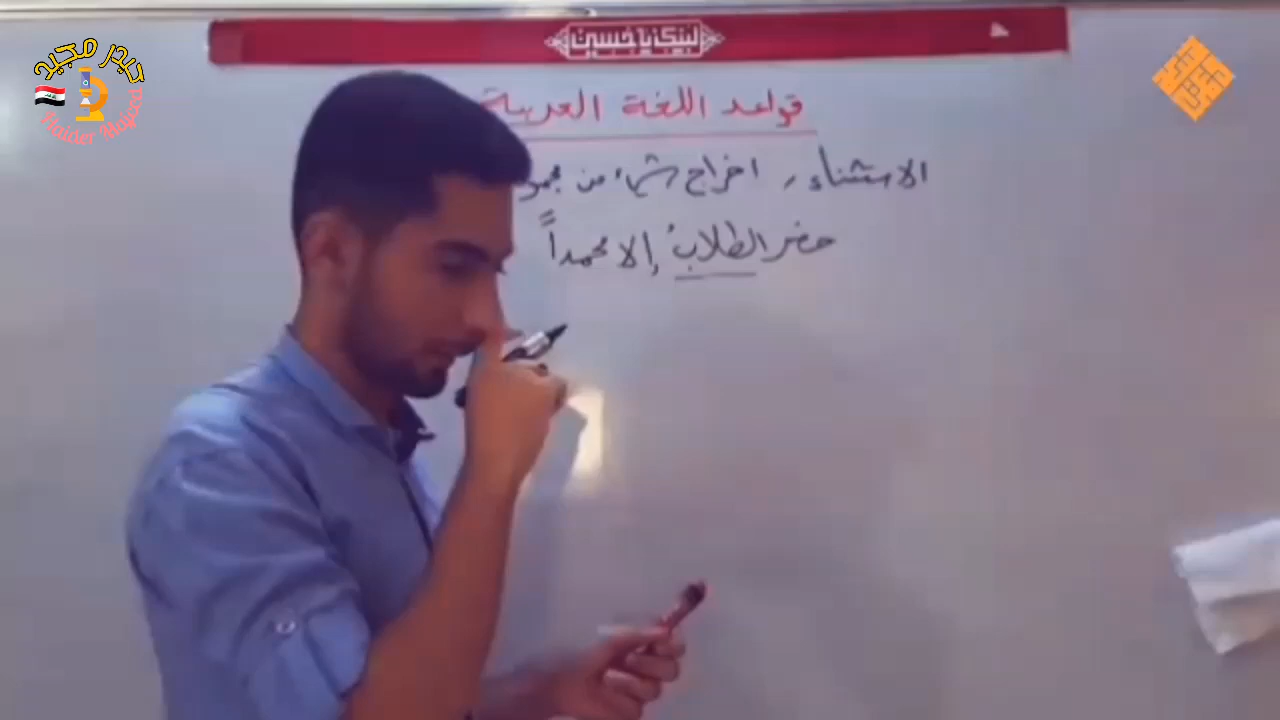 حيدر مجيد
Haider Majeed
لبيك يا حسين
قواعد اللغة العربية
الاستثناء / اخراج شيء من
حضر الطلابُ إلا محمداً